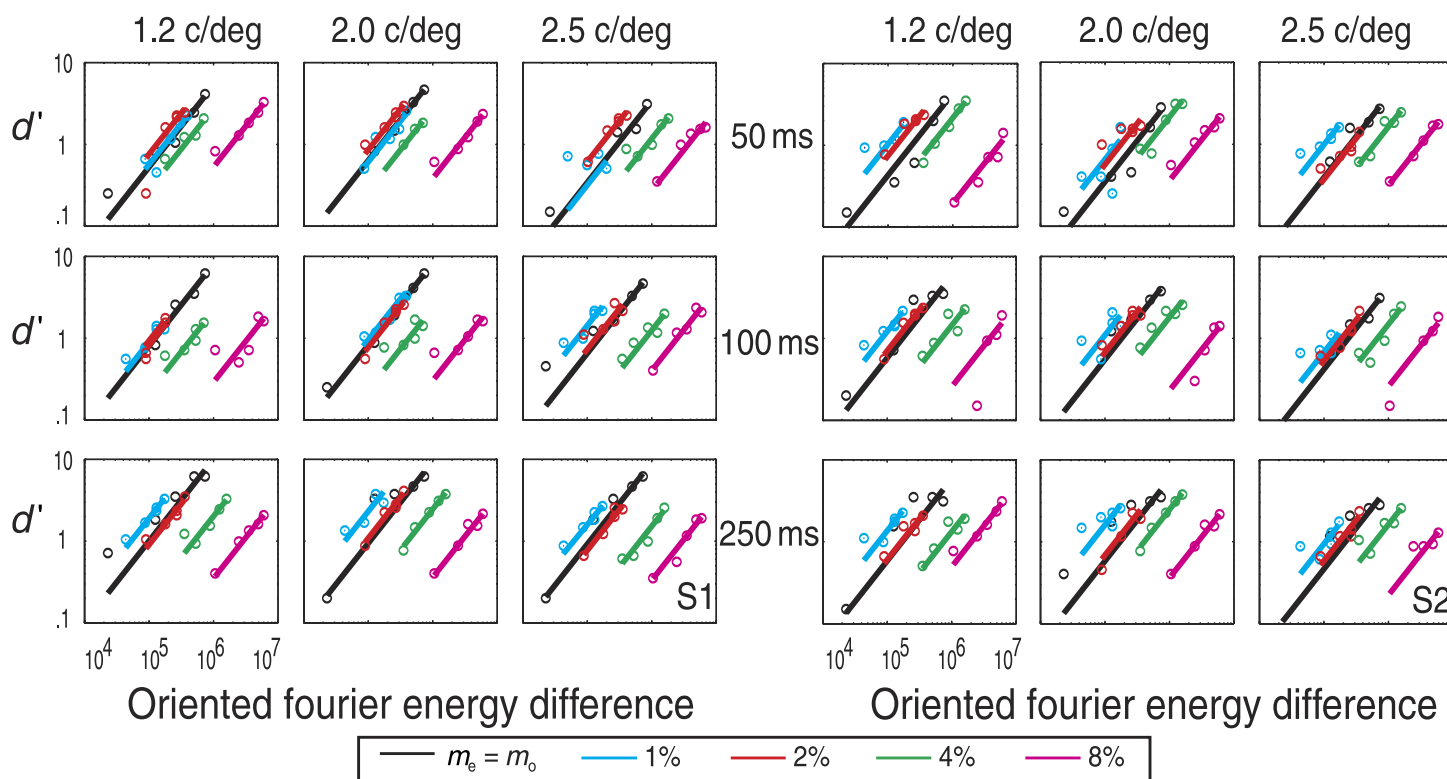 1.2 c/deg 2.0 c/deg 2.5 c/deg 1.2 c/deg 2.0 c/deg 2.5 c/deg
10
d' 1 50 ms
.1
10
d' 1 100 ms
.1
10
d' 1 250 ms
S1 S2
.1
10^4 10^5 10^6 10^7 10^4 10^5 10^6 10^7
Oriented fourier energy difference Oriented fourier energy difference
m_e = m_o 1% 2% 4% 8%